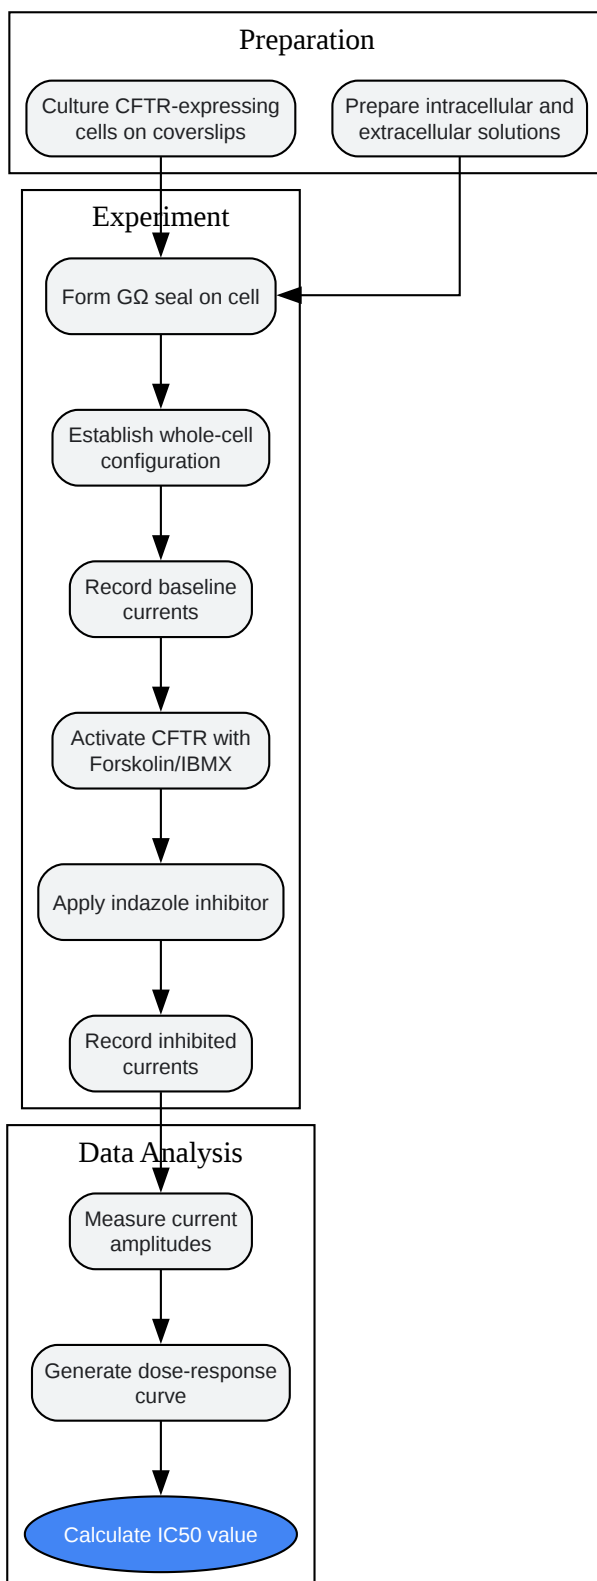 Preparation
Culture CFTR-expressing
cells on coverslips
Prepare intracellular and
extracellular solutions
Experiment
Form GΩ seal on cell
Establish whole-cell
configuration
Record baseline
currents
Activate CFTR with
Forskolin/IBMX
Apply indazole inhibitor
Record inhibited
currents
Data Analysis
Measure current
amplitudes
Generate dose-response
curve
Calculate IC50 value